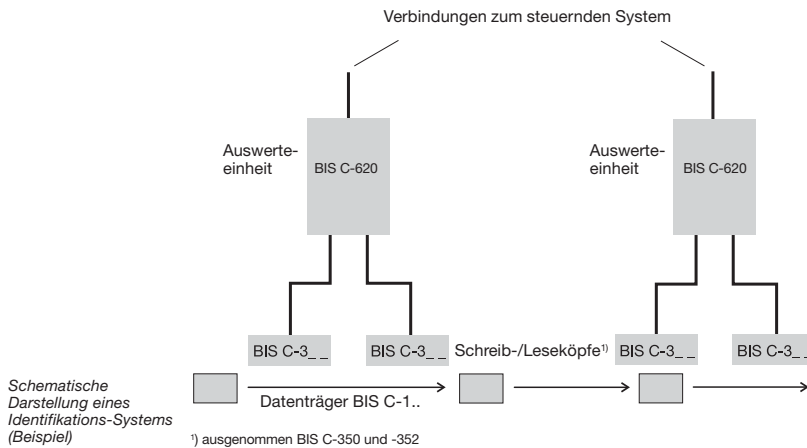 Verbindungen zum steuernden System
Auswerte-
einheit
BIS C-620
Auswerte-
einheit
BIS C-620
BIS C-3_ _
BIS C-3_ _
Schreib-/Leseköpfe¹)
BIS C-3_ _
BIS C-3_ _
Datenträger BIS C-1..
Schematische
Darstellung eines
Identifikations-Systems
(Beispiel)
¹) ausgenommen BIS C-350 und -352